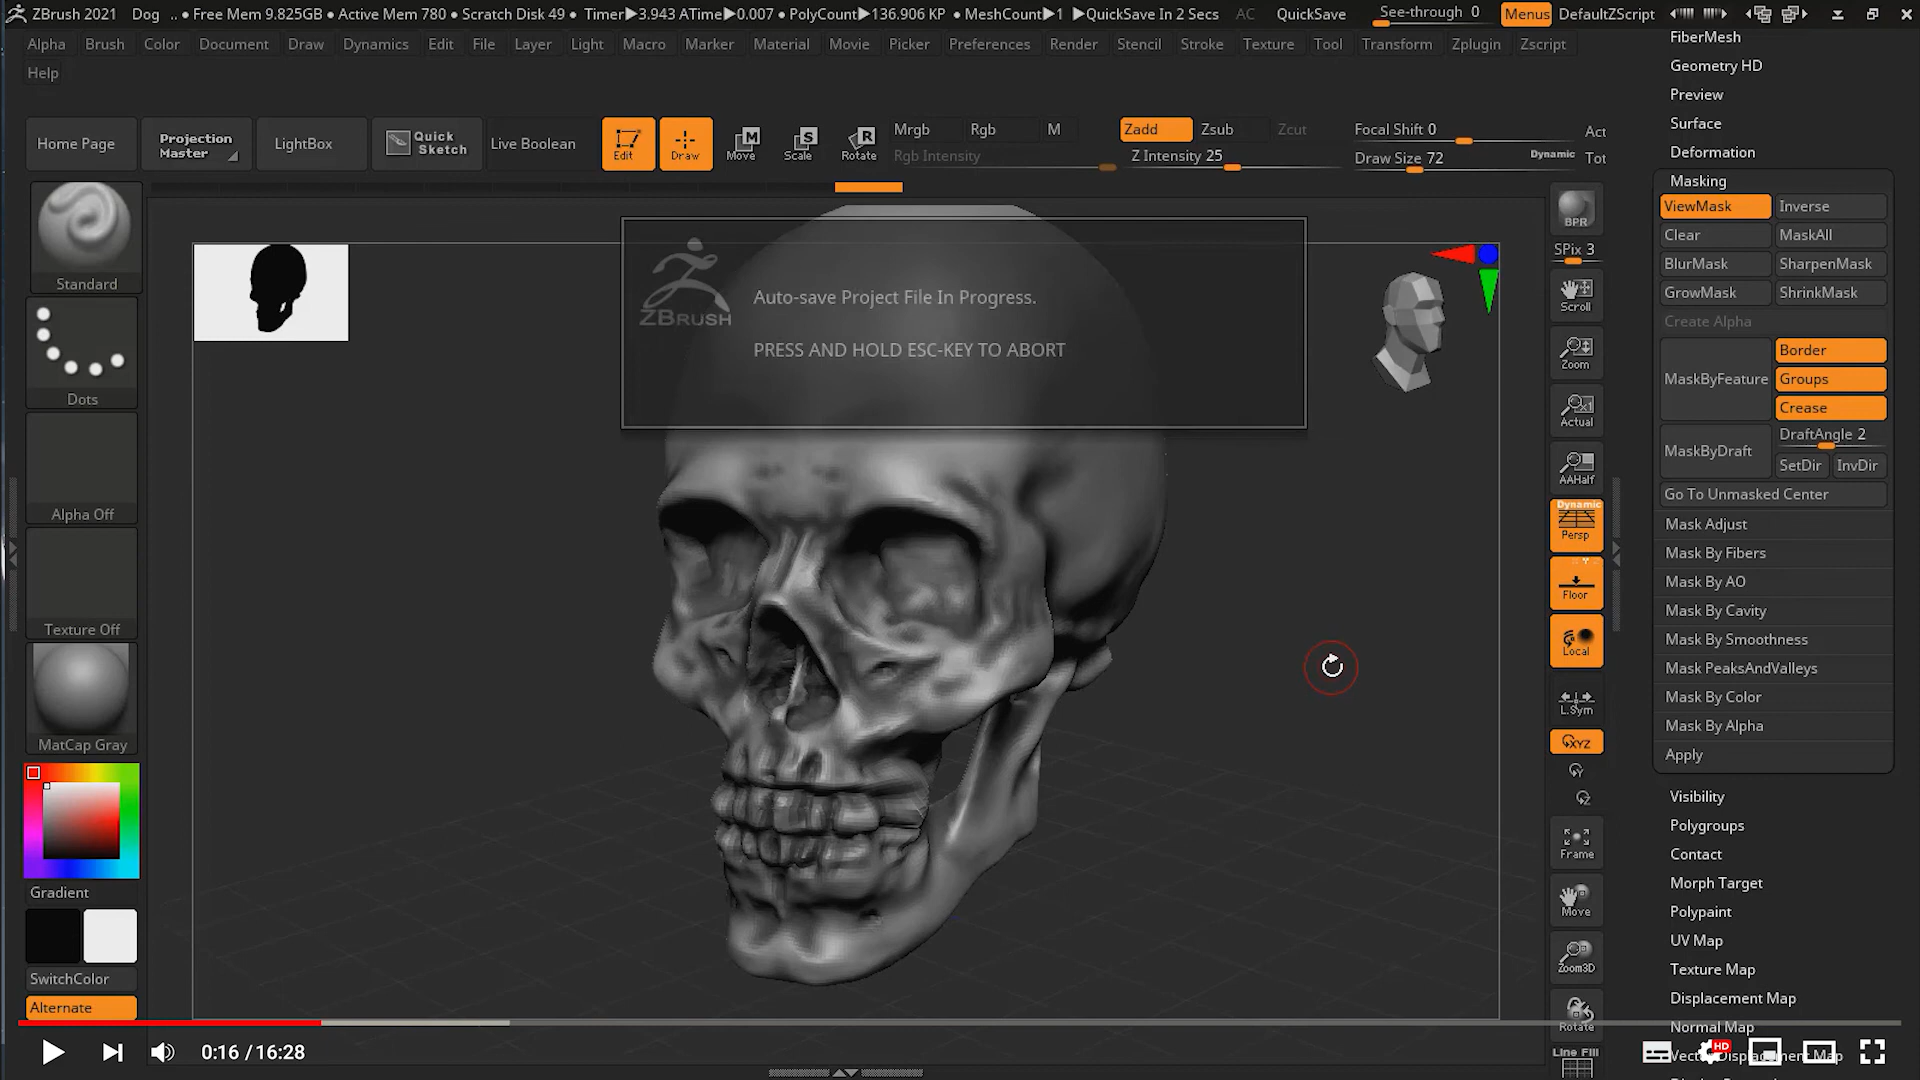 ZBrush 2021 Dog .. • Free Mem 9.825GB • Active Mem 780 • Scratch Disk 49 • Timer▶3.943 ATime▶0.007 • PolyCount▶136.906 KP • MeshCount▶1 ▶QuickSave In 2 Secs AC QuickSave See-through 0 Menus DefaultZScript
Alpha Brush Color Document Draw Dynamics Edit File Layer Light Macro Marker Material Movie Picker Preferences Render Stencil Stroke Texture Tool Transform Zplugin Zscript
Help
Home Page
Projection
Master
LightBox
Quick
Sketch
Live Boolean
Edit
Draw
Move
Scale
Rotate
Mrgb Rgb M
Rgb Intensity
Zadd Zsub Zcut
Z Intensity 25
Focal Shift 0
Draw Size 72
Dynamic
Act
Tot
Standard
Dots
Alpha Off
Texture Off
MatCap Gray
Gradient
SwitchColor
Alternate
ZBRUSH
Auto-save Project File In Progress.
PRESS AND HOLD ESC-KEY TO ABORT
BPR
SPix 3
Scroll
Zoom
Actual
AAHalf
Dynamic
Persp
Floor
Local
L.Sym
XYZ
Y
Z
Frame
Move
Zoom3D
Rotate
Line Fill
FiberMesh
Geometry HD
Preview
Surface
Deformation
Masking
ViewMask Inverse
Clear MaskAll
BlurMask SharpenMask
GrowMask ShrinkMask
Create Alpha
MaskByFeature
Border
Groups
Crease
MaskByDraft
DraftAngle 2
SetDir InvDir
Go To Unmasked Center
Mask Adjust
Mask By Fibers
Mask By AO
Mask By Cavity
Mask By Smoothness
Mask PeaksAndValleys
Mask By Color
Mask By Alpha
Apply
Visibility
Polygroups
Contact
Morph Target
Polypaint
UV Map
Texture Map
Displacement Map
Normal Map
Vector Displacement Map
0:16 / 16:28
HD